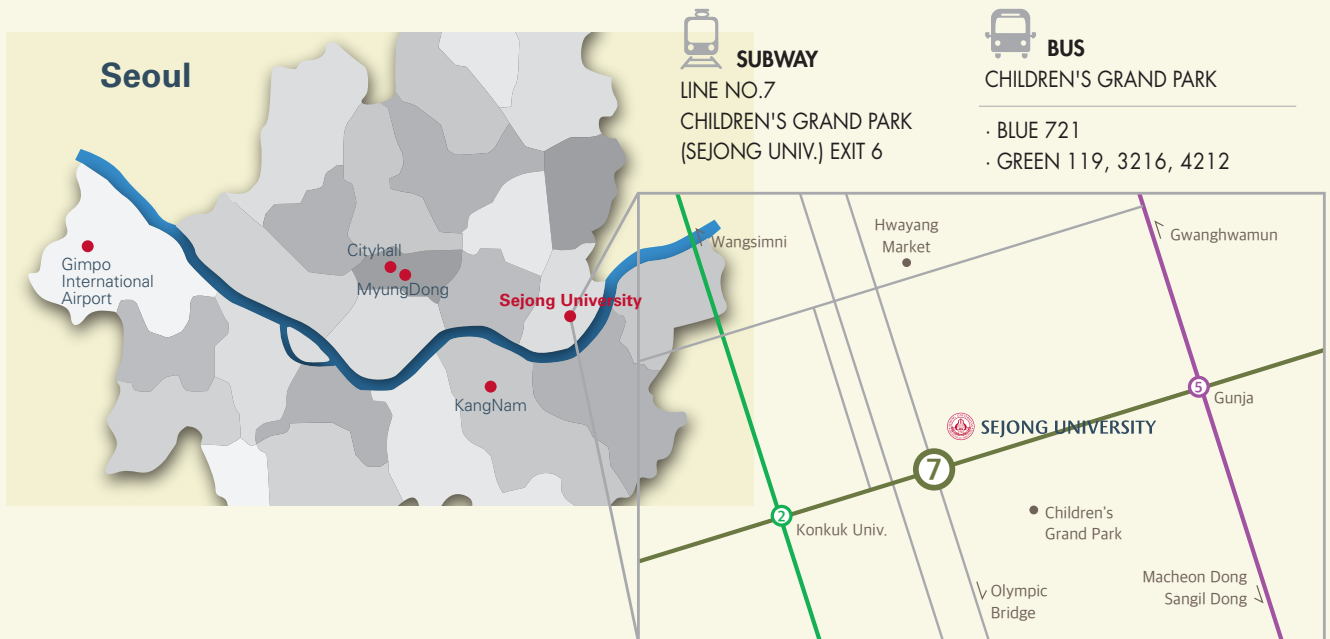 Seoul
Gimpo
International
Airport
Cityhall
MyungDong
Sejong University
KangNam
SUBWAY
LINE NO.7
CHILDREN'S GRAND PARK
(SEJONG UNIV.) EXIT 6
BUS
CHILDREN'S GRAND PARK
· BLUE 721
· GREEN 119, 3216, 4212
Wangsimni
Hwayang
Market
Gwanghwamun
5
Gunja
SEJONG UNIVERSITY
7
2
Konkuk Univ.
Children's
Grand Park
Olympic
Bridge
Macheon Dong
Sangil Dong